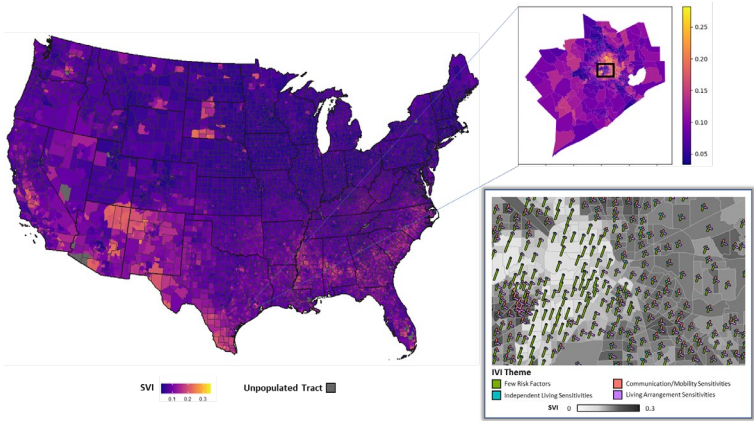 0.25
0.20
0.15
0.10
0.05
SVI
0.1 0.2 0.3
Unpopulated Tract
IVI Theme
Few Risk Factors
Communication/Mobility Sensitivities
Independent Living Sensitivities
Living Arrangement Sensitivities
SVI 0 0.3